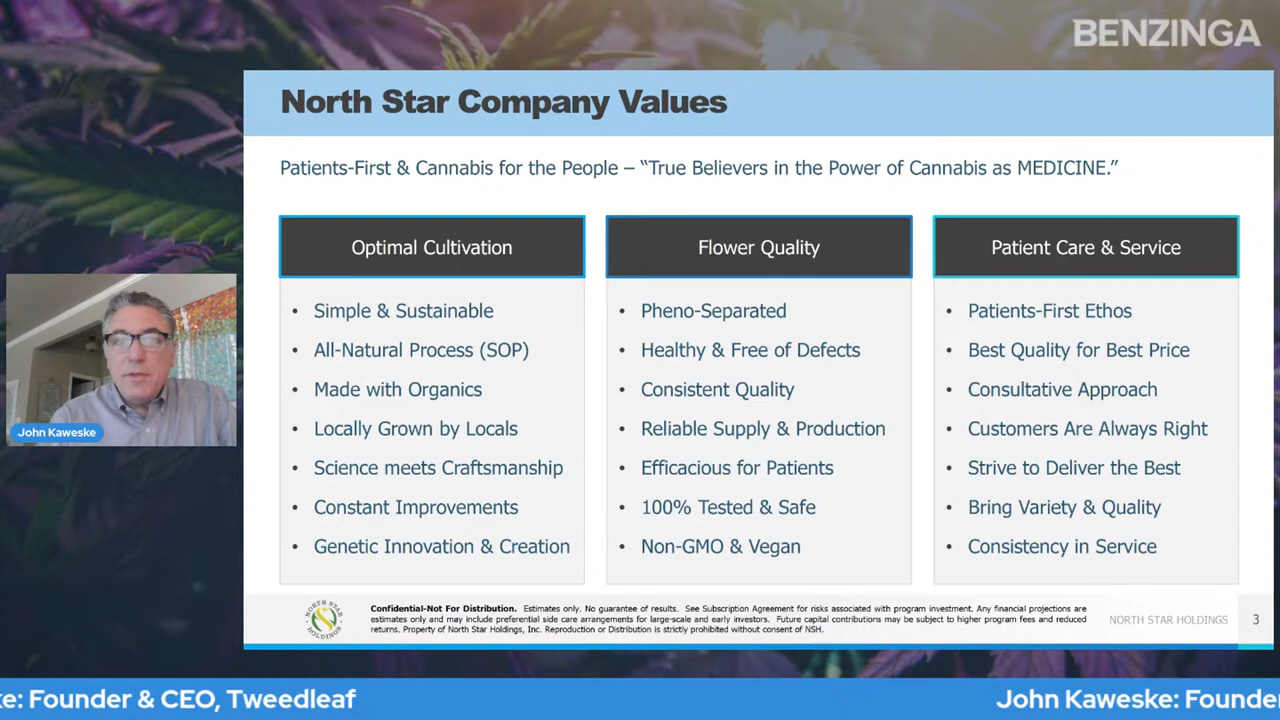 BENZINGA
North Star Company Values
Patients-First & Cannabis for the People – “True Believers in the Power of Cannabis as MEDICINE.”
Optimal Cultivation
• Simple & Sustainable
• All-Natural Process (SOP)
• Made with Organics
• Locally Grown by Locals
• Science meets Craftsmanship
• Constant Improvements
• Genetic Innovation & Creation
Flower Quality
• Pheno-Separated
• Healthy & Free of Defects
• Consistent Quality
• Reliable Supply & Production
• Efficacious for Patients
• 100% Tested & Safe
• Non-GMO & Vegan
Patient Care & Service
• Patients-First Ethos
• Best Quality for Best Price
• Consultative Approach
• Customers Are Always Right
• Strive to Deliver the Best
• Bring Variety & Quality
• Consistency in Service
John Kaweske
NORTH STAR
HOLDINGS
Confidential-Not For Distribution. Estimates only. No guarantee of results. See Subscription Agreement for risks associated with program investment. Any financial projections are
estimates only and may include preferential side care arrangements for large-scale and early investors. Future capital contributions may be subject to higher program fees and reduced
returns. Property of North Star Holdings, Inc. Reproduction or Distribution is strictly prohibited without consent of NSH.
NORTH STAR HOLDINGS 3
ke: Founder & CEO, Tweedleaf
John Kaweske: Founder